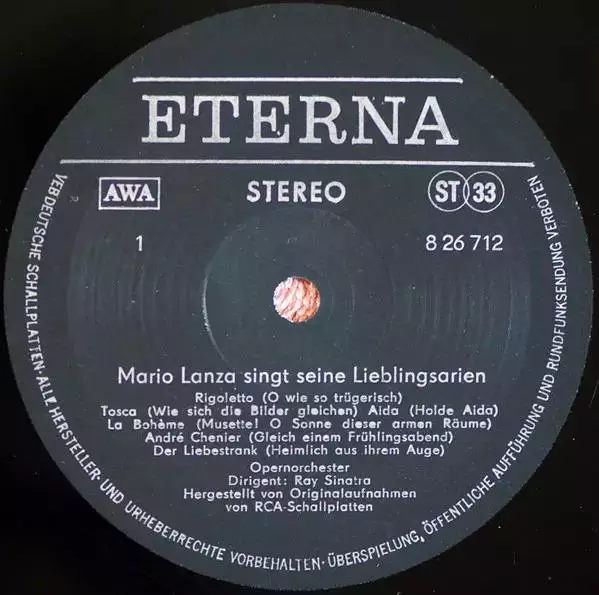 ETERNA
AWA
STEREO
ST 33
1
8 26 712
Mario Lanza singt seine Lieblingsarien
Rigoletto (O wie so trügerisch)
Tosca (Wie sich die Bilder gleichen) Aida (Holde Aida)
La Bohème (Musette! O Sonne dieser armen Räume)
André Chenier (Gleich einem Frühlingsabend)
Der Liebestrank (Heimlich aus ihrem Auge)
Opernorchester
Dirigent: Ray Sinatra
Hergestellt von Originalaufnahmen
von RCA-Schallplatten
VEB DEUTSCHE SCHALLPLATTEN · ALLE HERSTELLER- UND URHEBERRECHTE VORBEHALTEN · ÜBERSPIELUNG, ÖFFENTLICHE AUFFÜHRUNG UND RUNDFUNKSENDUNG VERBOTEN